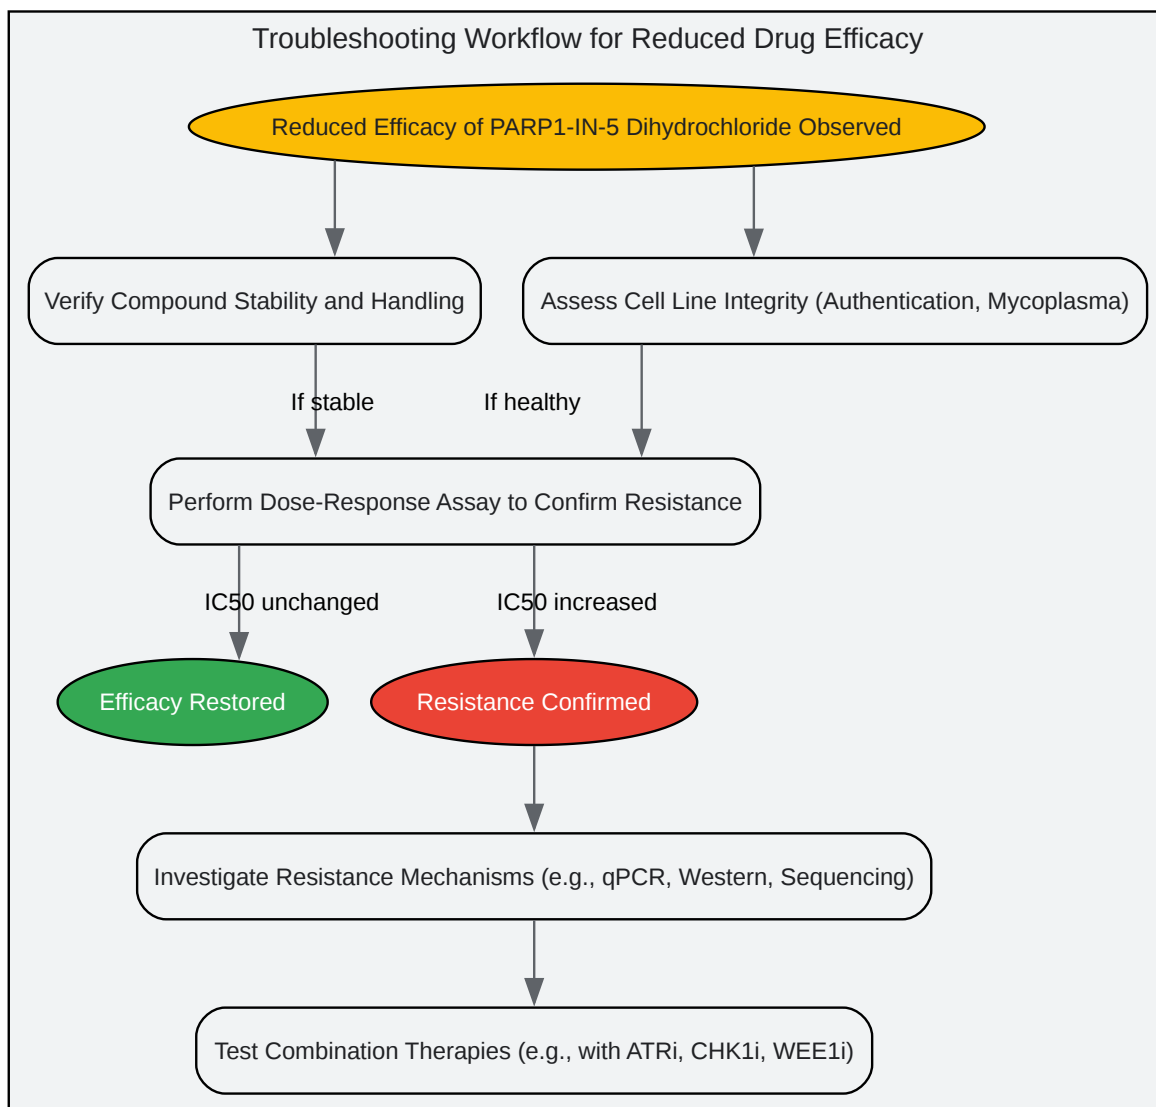 Troubleshooting Workflow for Reduced Drug Efficacy
Reduced Efficacy of PARP1-IN-5 Dihydrochloride Observed
Verify Compound Stability and Handling
Assess Cell Line Integrity (Authentication, Mycoplasma)
If stable
If healthy
Perform Dose-Response Assay to Confirm Resistance
IC50 unchanged
IC50 increased
Efficacy Restored
Resistance Confirmed
Investigate Resistance Mechanisms (e.g., qPCR, Western, Sequencing)
Test Combination Therapies (e.g., with ATRi, CHK1i, WEE1i)